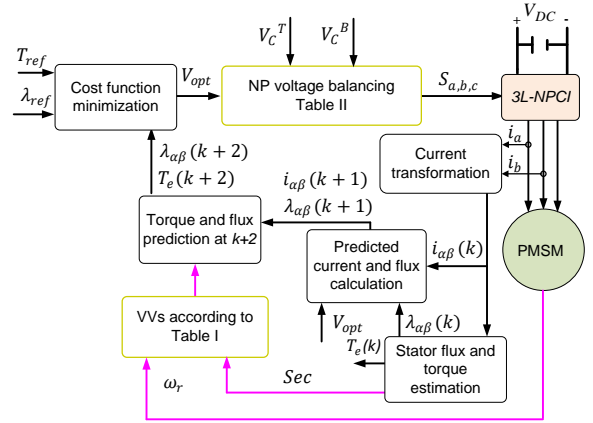 + V_DC -
V_C^T
V_C^B
T_ref
λ_ref
Cost function
minimization
V_opt
NP voltage balancing
Table II
S_a,b,c
3L-NPCI
i_a
i_b
Current
transformation
λ_αβ(k + 2)
T_e(k + 2)
i_αβ(k + 1)
λ_αβ(k + 1)
Torque and flux
prediction at k+2
Predicted
current and flux
calculation
i_αβ(k)
PMSM
VVs according to
Table I
V_opt
λ_αβ(k)
T_e(k)
Stator flux and
torque
estimation
ω_r
Sec